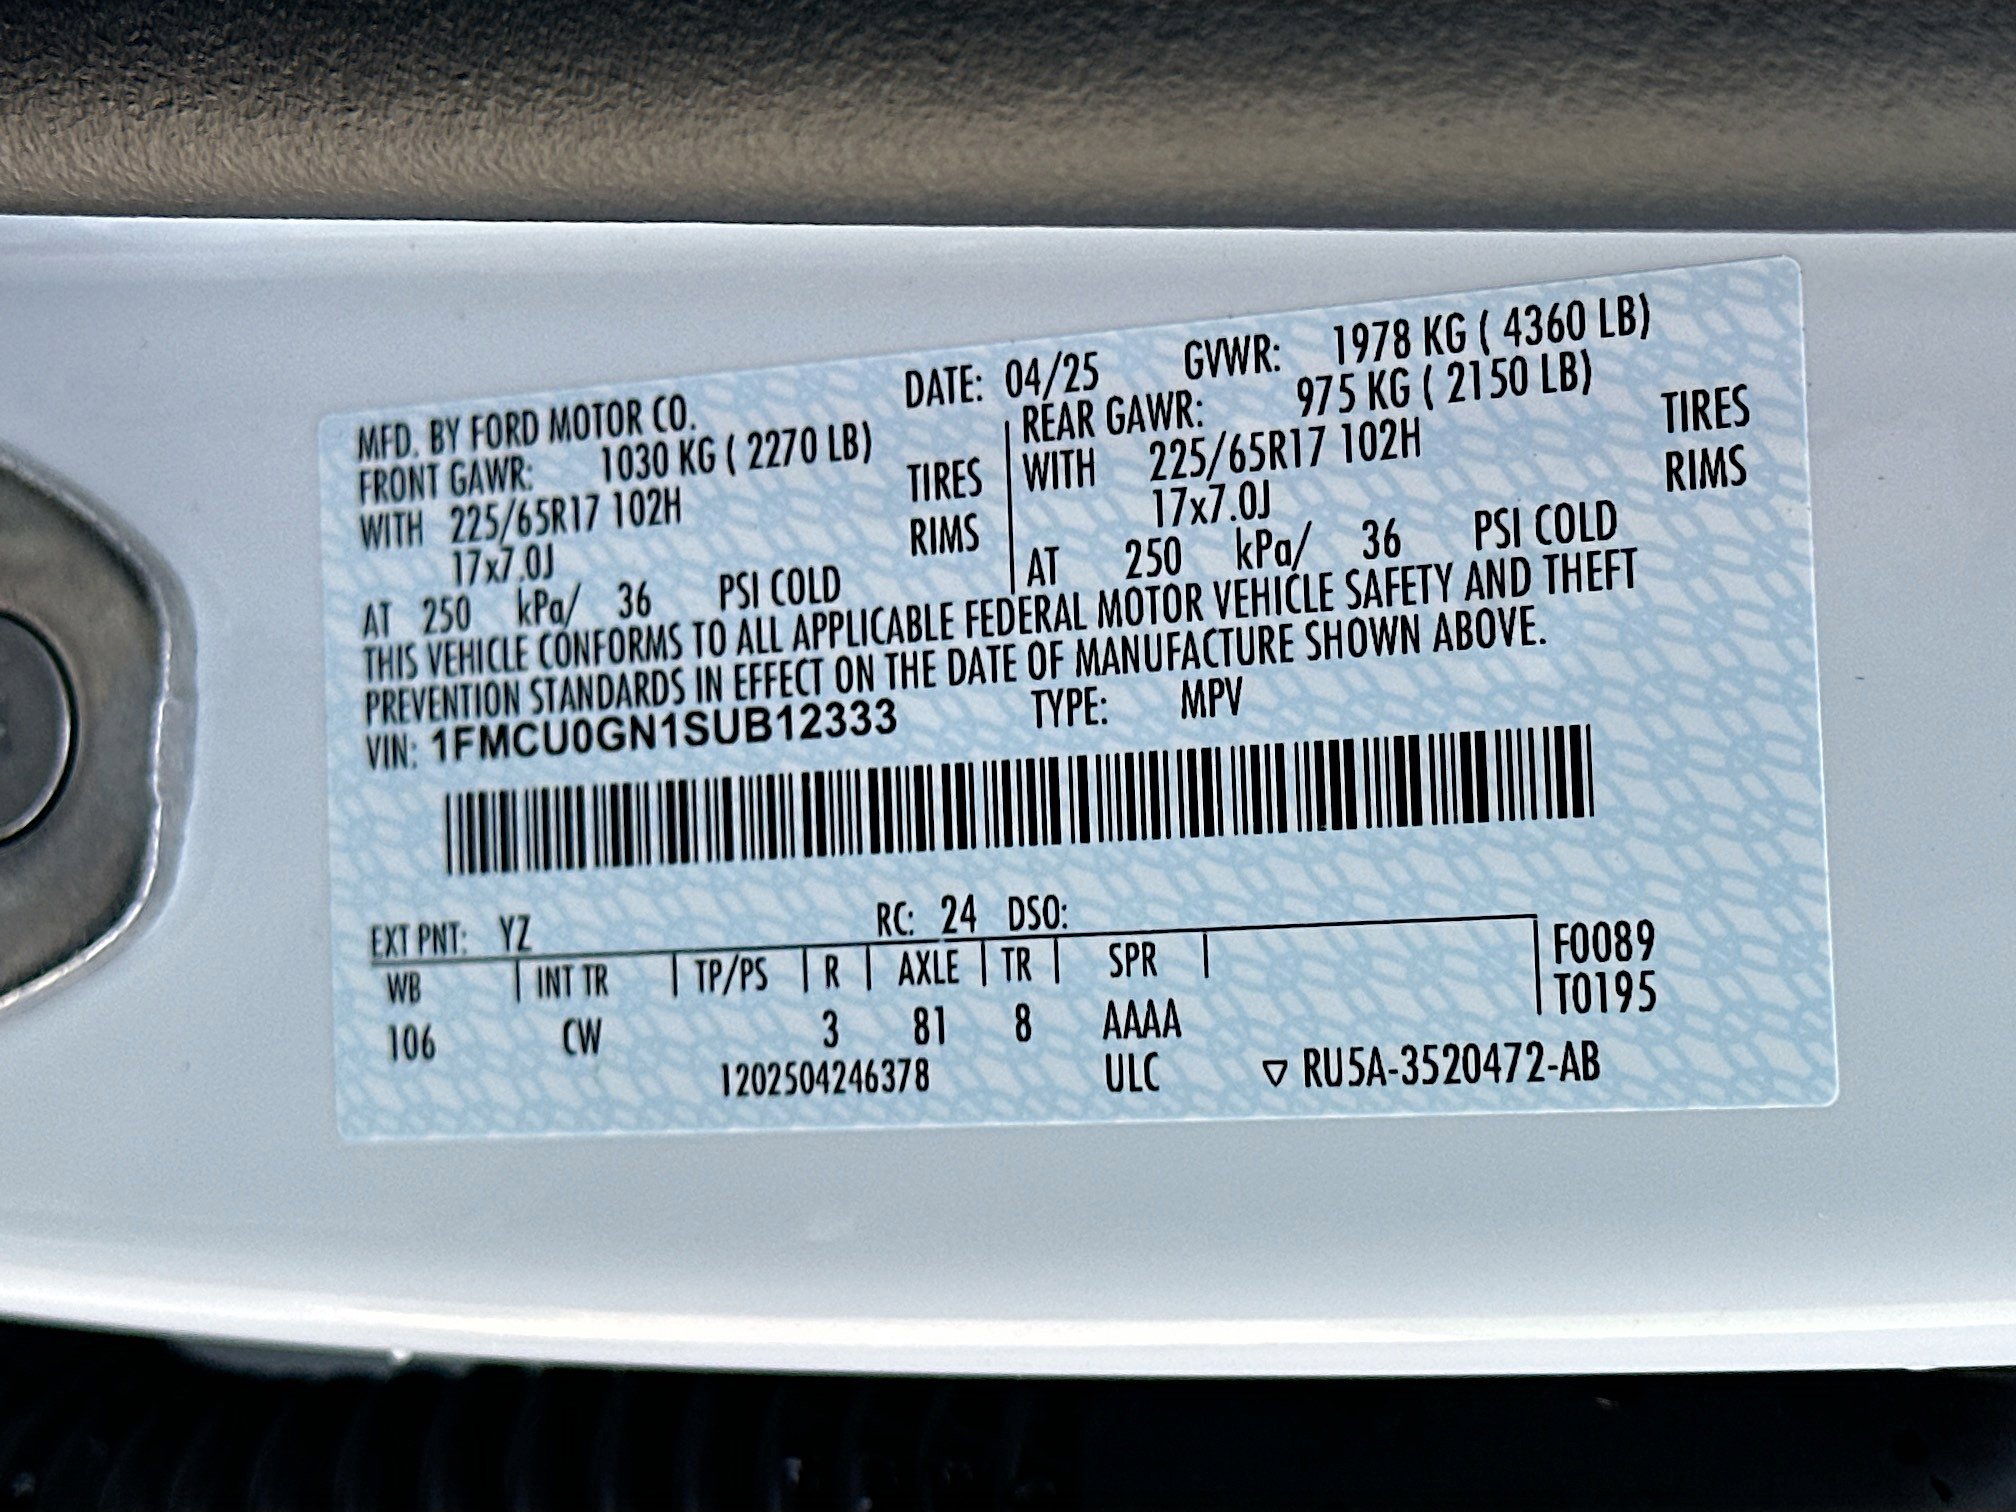 MFD. BY FORD MOTOR CO. DATE: 04/25 GVWR: 1978 KG ( 4360 LB)
FRONT GAWR: 1030 KG ( 2270 LB) REAR GAWR: 975 KG ( 2150 LB)
WITH 225/65R17 102H TIRES WITH 225/65R17 102H TIRES
17x7.0J RIMS 17x7.0J RIMS
AT 250 kPa/ 36 PSI COLD AT 250 kPa/ 36 PSI COLD
THIS VEHICLE CONFORMS TO ALL APPLICABLE FEDERAL MOTOR VEHICLE SAFETY AND THEFT
PREVENTION STANDARDS IN EFFECT ON THE DATE OF MANUFACTURE SHOWN ABOVE.
VIN: 1FMCU0GN1SUB12333 TYPE: MPV
EXT PNT: YZ RC: 24 DSO:
WB INT TR TP/PS R AXLE TR SPR F0089
T0195
106 CW 3 81 8 AAAA
1202504246378 ULC ▽ RU5A-3520472-AB